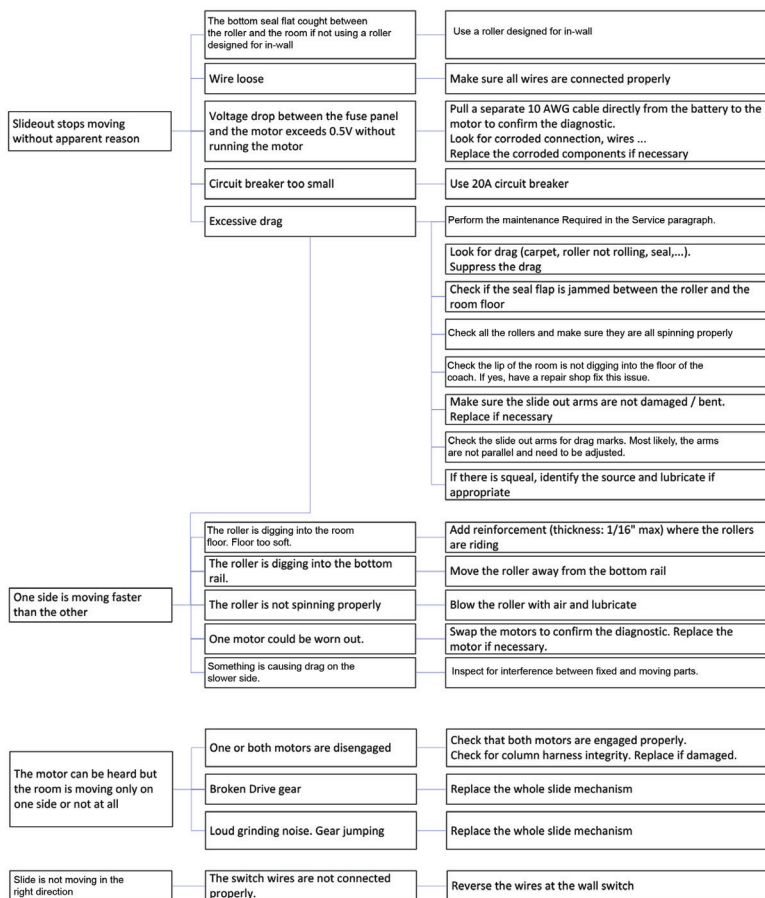 The bottom seal flat cought between
the roller and the room if not using a roller
designed for in-wall
Use a roller designed for in-wall
Wire loose
Make sure all wires are connected properly
Slideout stops moving
without apparent reason
Voltage drop between the fuse panel
and the motor exceeds 0.5V without
running the motor
Pull a separate 10 AWG cable directly from the battery to the
motor to confirm the diagnostic.
Look for corroded connection, wires ...
Replace the corroded components if necessary
Circuit breaker too small
Use 20A circuit breaker
Excessive drag
Perform the maintenance Required in the Service paragraph.
Look for drag (carpet, roller not rolling, seal,...).
Suppress the drag
Check if the seal flap is jammed between the roller and the
room floor
Check all the rollers and make sure they are all spinning properly
Check the lip of the room is not digging into the floor of the
coach. If yes, have a repair shop fix this issue.
Make sure the slide out arms are not damaged / bent.
Replace if necessary
Check the slide out arms for drag marks. Most likely, the arms
are not parallel and need to be adjusted.
If there is squeal, identify the source and lubricate if
appropriate
One side is moving faster
than the other
The roller is digging into the room
floor. Floor too soft.
Add reinforcement (thickness: 1/16" max) where the rollers
are riding
The roller is digging into the bottom
rail.
Move the roller away from the bottom rail
The roller is not spinning properly
Blow the roller with air and lubricate
One motor could be worn out.
Swap the motors to confirm the diagnostic. Replace the
motor if necessary.
Something is causing drag on the
slower side.
Inspect for interference between fixed and moving parts.
The motor can be heard but
the room is moving only on
one side or not at all
One or both motors are disengaged
Check that both motors are engaged properly.
Check for column harness integrity. Replace if damaged.
Broken Drive gear
Replace the whole slide mechanism
Loud grinding noise. Gear jumping
Replace the whole slide mechanism
Slide is not moving in the
right direction
The switch wires are not connected
properly.
Reverse the wires at the wall switch